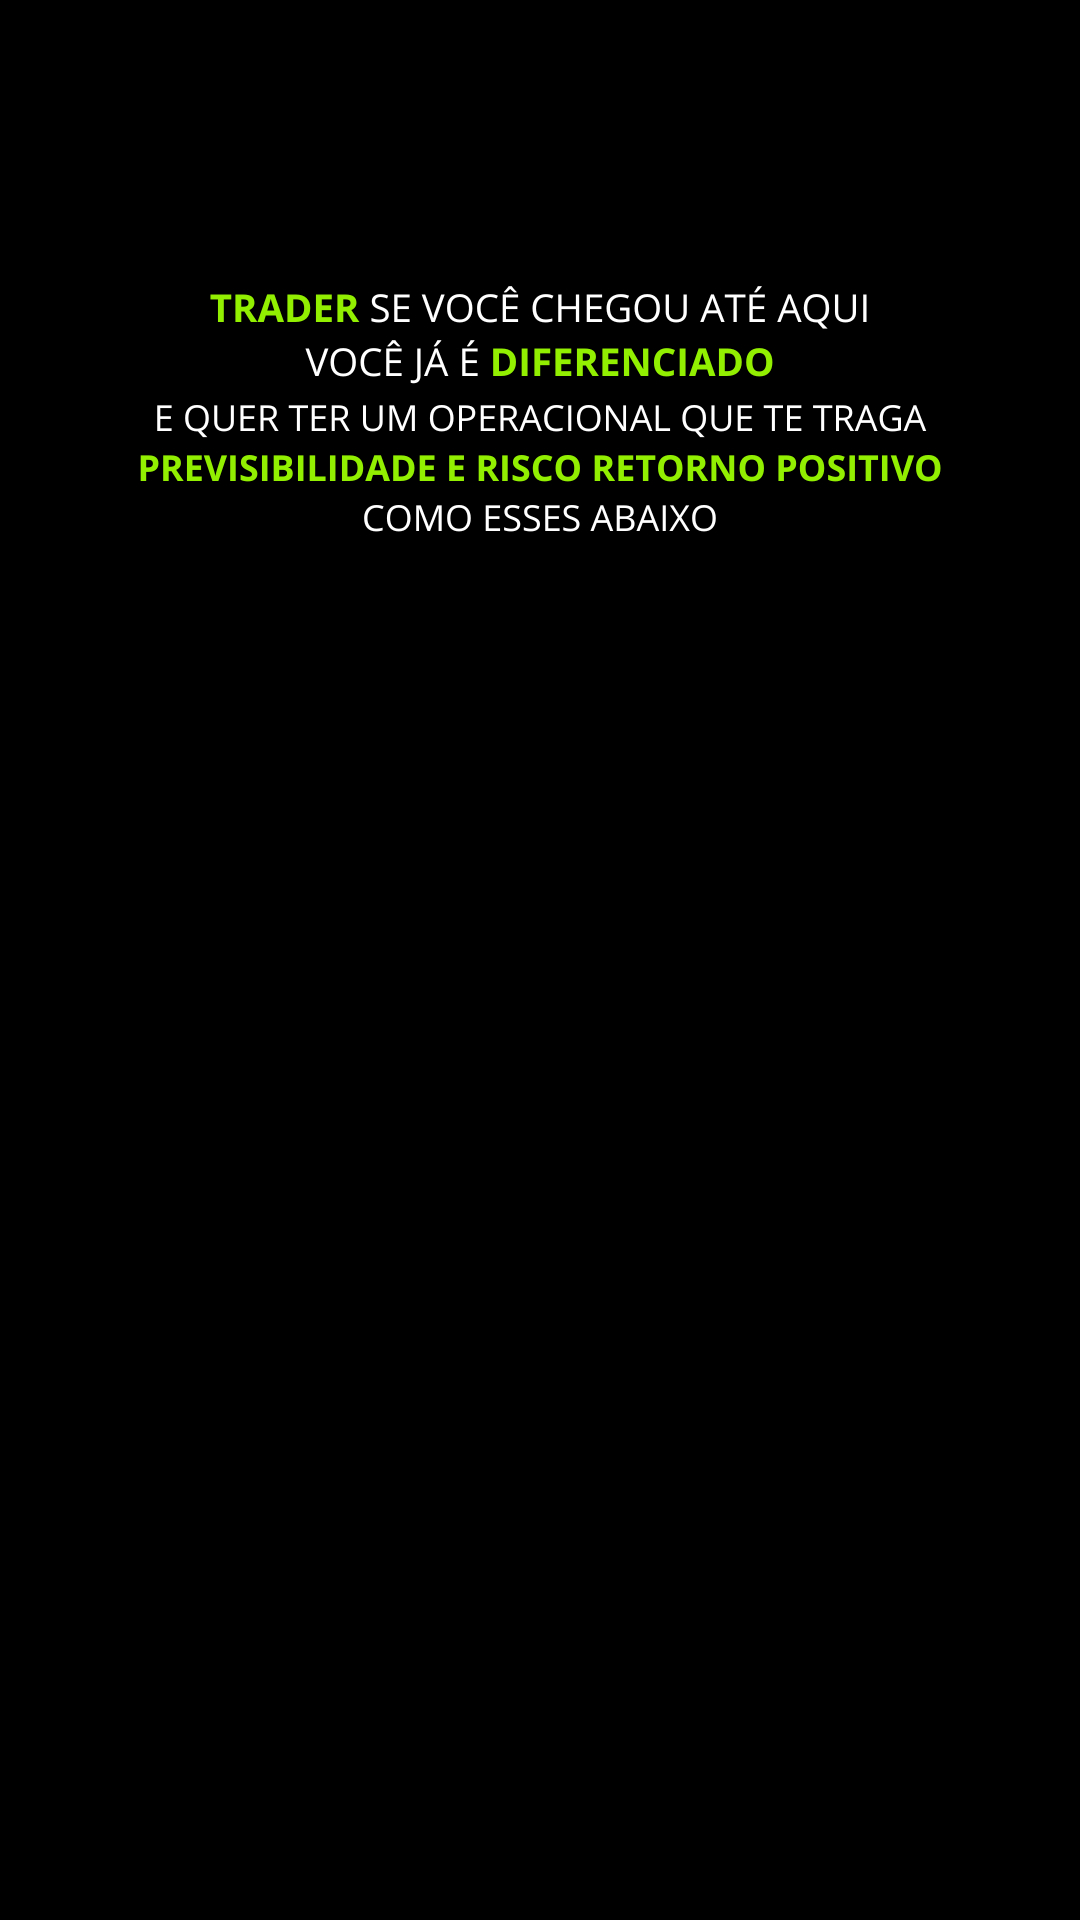 TRADER SE VOCÊ CHEGOU ATÉ AQUI
VOCÊ JÁ É DIFERENCIADO
E QUER TER UM OPERACIONAL QUE TE TRAGA
PREVISIBILIDADE E RISCO RETORNO POSITIVO
COMO ESSES ABAIXO